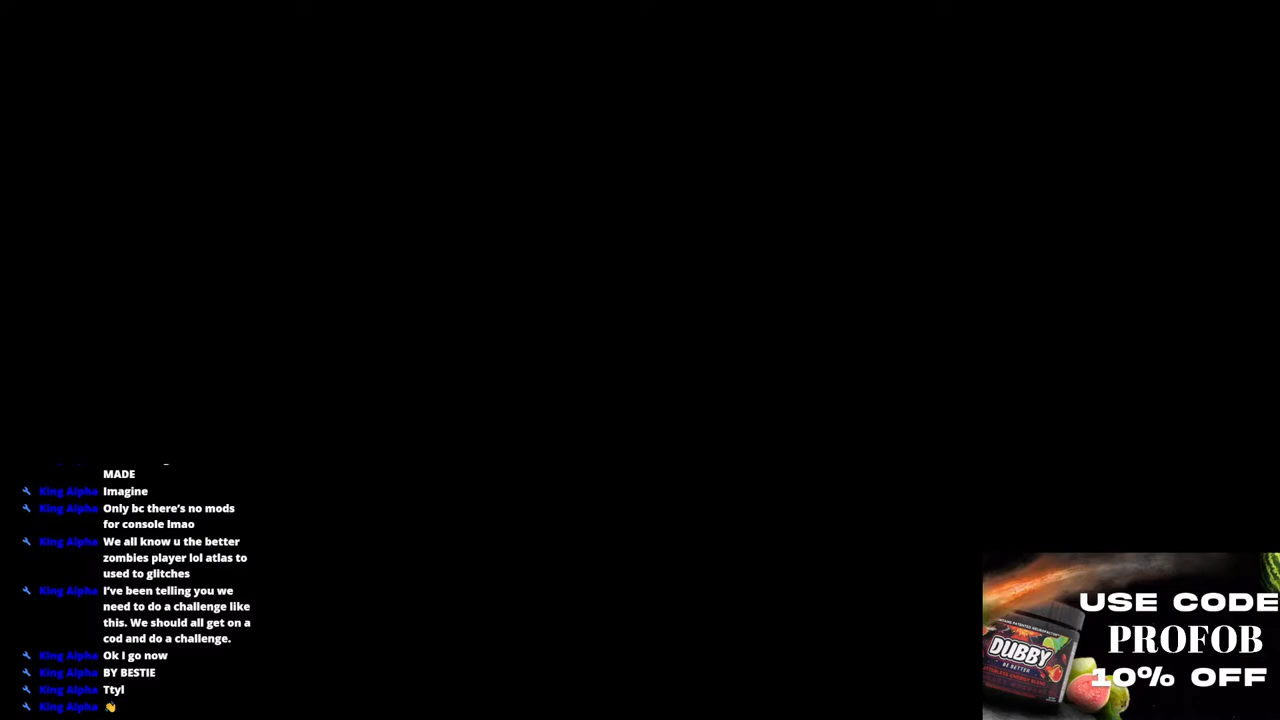 MADE
King Alpha Imagine
King Alpha Only bc there's no mods
for console lmao
King Alpha We all know u the better
zombies player lol atlas to
used to glitches
King Alpha I've been telling you we
need to do a challenge like
this. We should all get on a
cod and do a challenge.
King Alpha Ok I go now
King Alpha BY BESTIE
King Alpha Ttyl
King Alpha 👋
USE CODE
PROFOB
10% OFF
DUBBY
BE BETTER